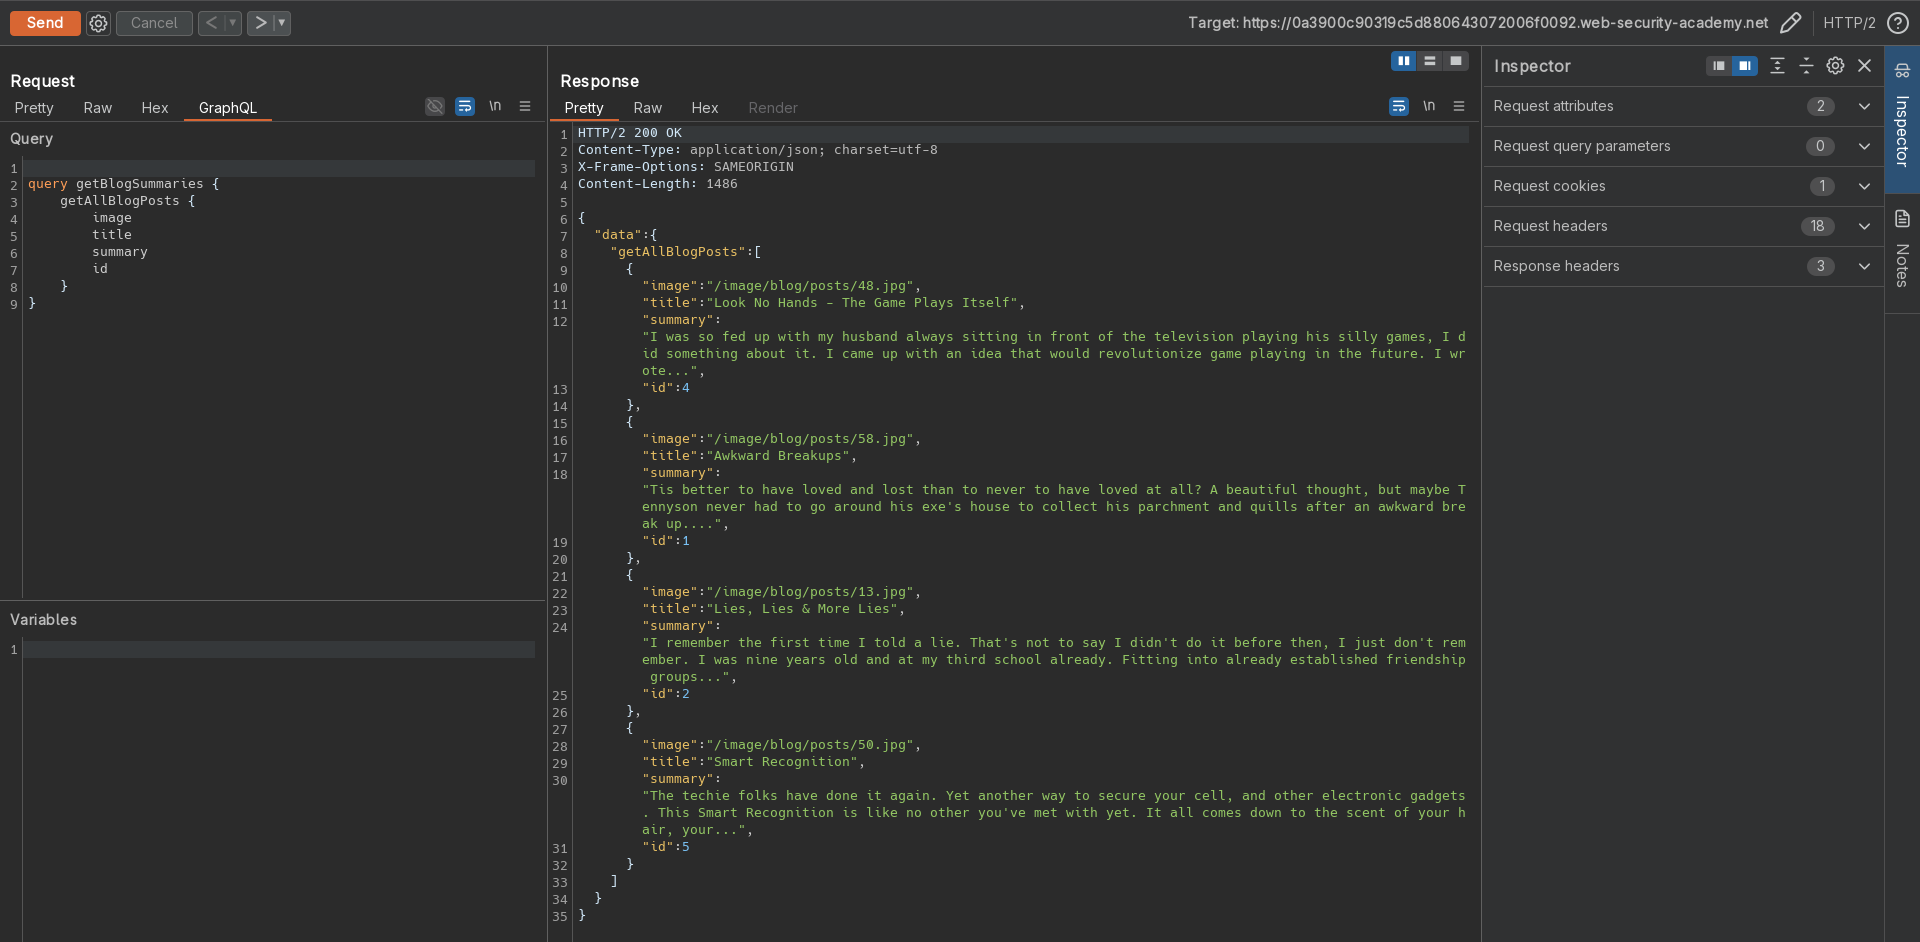 Send
Cancel
Target: https://0a3900c90319c5d880643072006f0092.web-security-academy.net
HTTP/2
Request
Pretty Raw Hex GraphQL
\n
Query
1
2 query getBlogSummaries {
3     getAllBlogPosts {
4         image
5         title
6         summary
7         id
8     }
9 }
Variables
1
Response
Pretty Raw Hex Render
\n
1 HTTP/2 200 OK
2 Content-Type: application/json; charset=utf-8
3 X-Frame-Options: SAMEORIGIN
4 Content-Length: 1486
5
6 {
7   "data":{
8     "getAllBlogPosts":[
9       {
10         "image":"/image/blog/posts/48.jpg",
11         "title":"Look No Hands - The Game Plays Itself",
12         "summary":
"I was so fed up with my husband always sitting in front of the television playing his silly games, I d
id something about it. I came up with an idea that would revolutionize game playing in the future. I wr
ote...",
13         "id":4
14       },
15       {
16         "image":"/image/blog/posts/58.jpg",
17         "title":"Awkward Breakups",
18         "summary":
"Tis better to have loved and lost than to never to have loved at all? A beautiful thought, but maybe T
ennyson never had to go around his exe's house to collect his parchment and quills after an awkward bre
ak up....",
19         "id":1
20       },
21       {
22         "image":"/image/blog/posts/13.jpg",
23         "title":"Lies, Lies & More Lies",
24         "summary":
"I remember the first time I told a lie. That's not to say I didn't do it before then, I just don't rem
ember. I was nine years old and at my third school already. Fitting into already established friendship
 groups...",
25         "id":2
26       },
27       {
28         "image":"/image/blog/posts/50.jpg",
29         "title":"Smart Recognition",
30         "summary":
"The techie folks have done it again. Yet another way to secure your cell, and other electronic gadgets
. This Smart Recognition is like no other you've met with yet. It all comes down to the scent of your h
air, your...",
31         "id":5
32       }
33     ]
34   }
35 }
Inspector
Request attributes 2
Request query parameters 0
Request cookies 1
Request headers 18
Response headers 3
Inspector
Notes